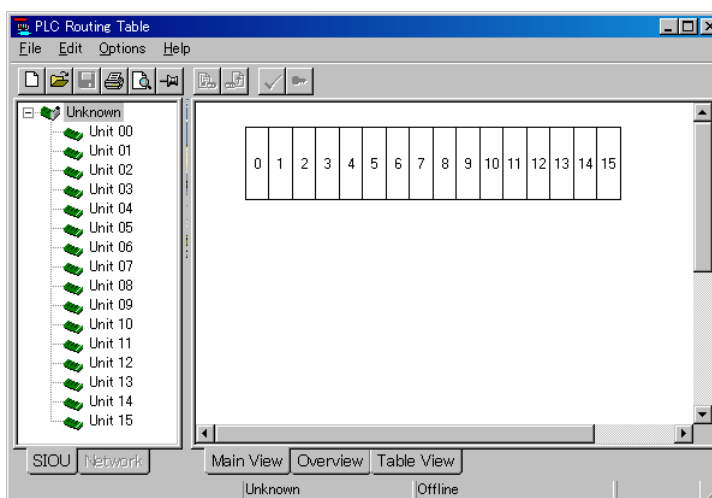 PLC Routing Table
File Edit Options Help
Unknown
Unit 00
Unit 01
Unit 02
Unit 03
Unit 04
Unit 05
Unit 06
Unit 07
Unit 08
Unit 09
Unit 10
Unit 11
Unit 12
Unit 13
Unit 14
Unit 15
0 1 2 3 4 5 6 7 8 9 10 11 12 13 14 15
SIOU Network
Main View Overview Table View
Unknown Offline